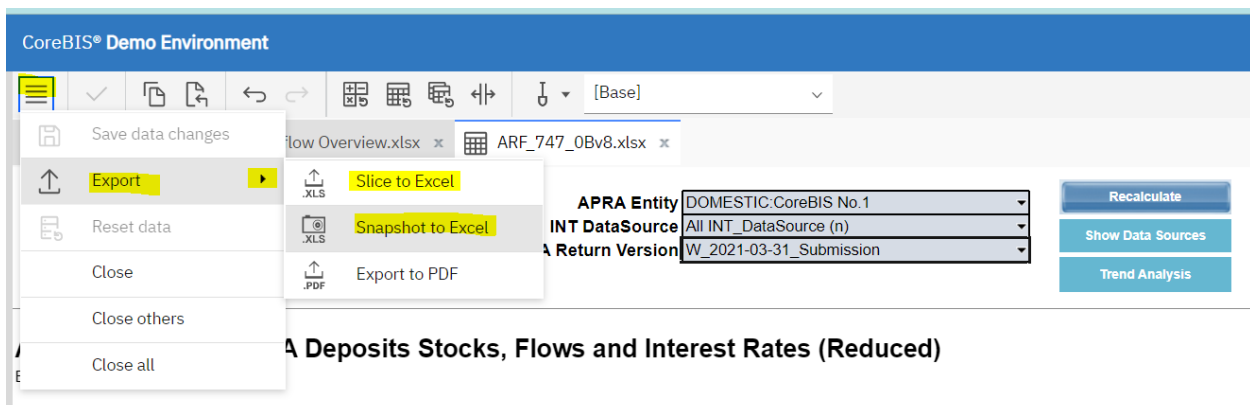 CoreBIS® Demo Environment
[Base]
flow Overview.xlsx x
ARF_747_0Bv8.xlsx x
Save data changes
Export
Reset data
Close
Close others
Close all
.XLS Slice to Excel
.XLS Snapshot to Excel
.PDF Export to PDF
APRA Entity DOMESTIC:CoreBIS No.1
INT DataSource All INT_DataSource (n)
A Return Version W_2021-03-31_Submission
Recalculate
Show Data Sources
Trend Analysis
A Deposits Stocks, Flows and Interest Rates (Reduced)